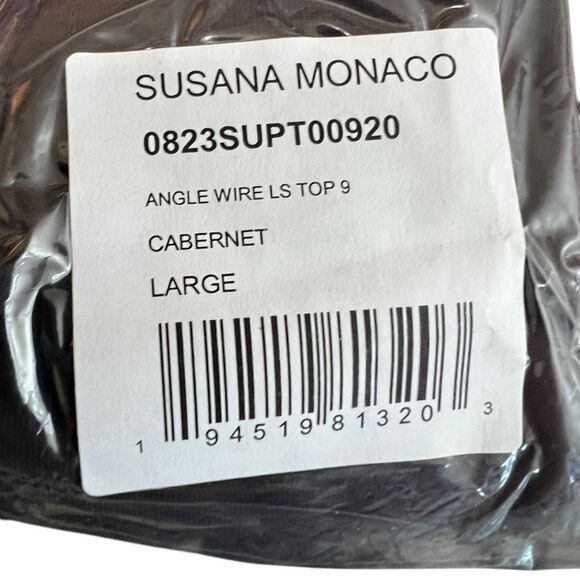 SUSANA MONACO
0823SUPT00920
ANGLE WIRE LS TOP 9
CABERNET
LARGE
1 94519 81320 3